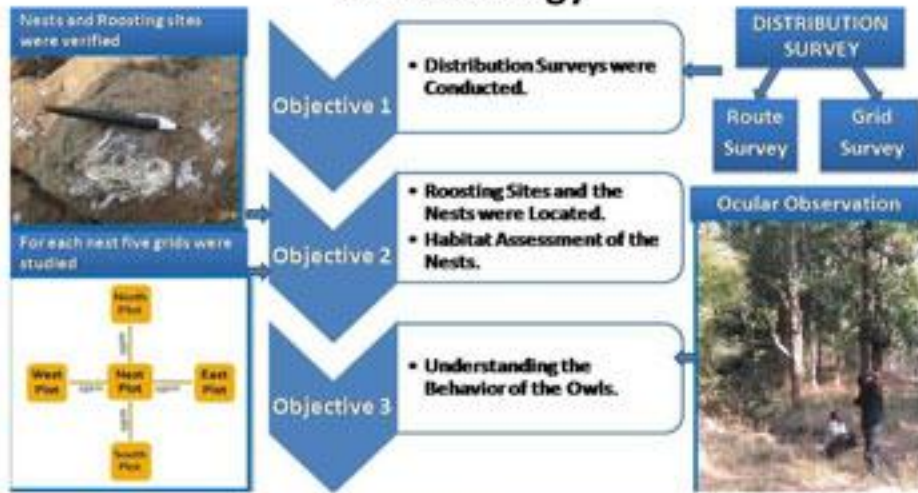 Nests and Roosting sites
were verified
Objective 1
• Distribution Surveys were
Conducted.
DISTRIBUTION
SURVEY
Route
Survey
Grid
Survey
Objective 2
• Roosting Sites and the
Nests were Located.
• Habitat Assessment of the
Nests.
Ocular Observation
For each nest five grids were
studied
North
Plot
West
Plot
Nest
Plot
East
Plot
South
Plot
Objective 3
• Understanding the
Behavior of the Owls.